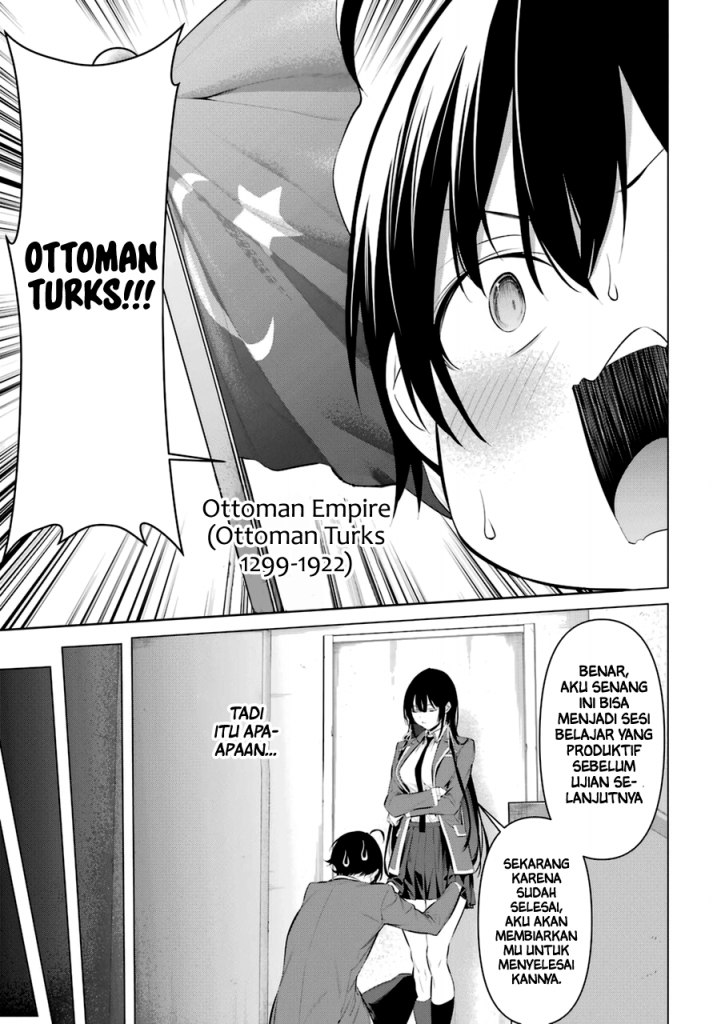 OTTOMAN
TURKS!!!
Ottoman Empire
(Ottoman Turks
1299-1922)
BENAR,
AKU SENANG
INI BISA
MENJADI SESI
BELAJAR YANG
PRODUKTIF
SEBELUM
UJIAN SE-
LANJUTNYA
SEKARANG
KARENA
SUDAH
SELESAI,
AKU AKAN
MEMBIARKAN
MU UNTUK
MENYELESAI
KANNYA.
TADI
ITU APA-
APAAN...